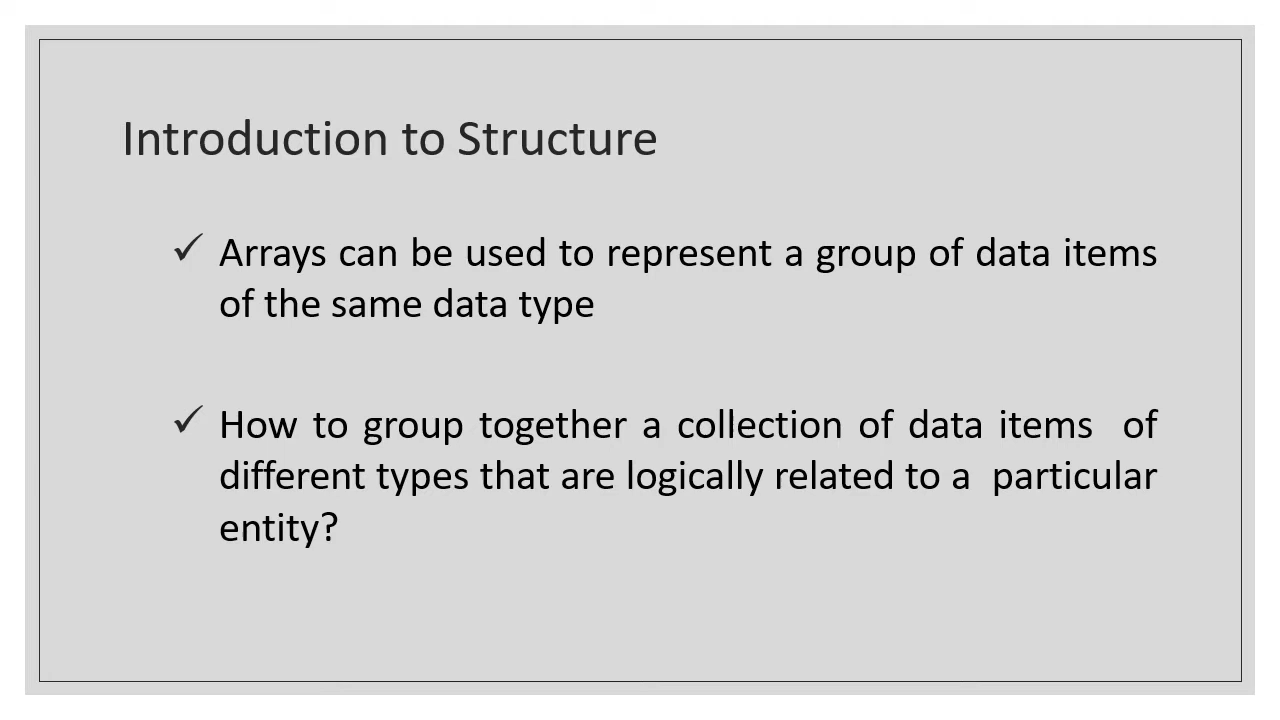 Introduction to Structure
✓ Arrays can be used to represent a group of data items
of the same data type
✓ How to group together a collection of data items of
different types that are logically related to a particular
entity?